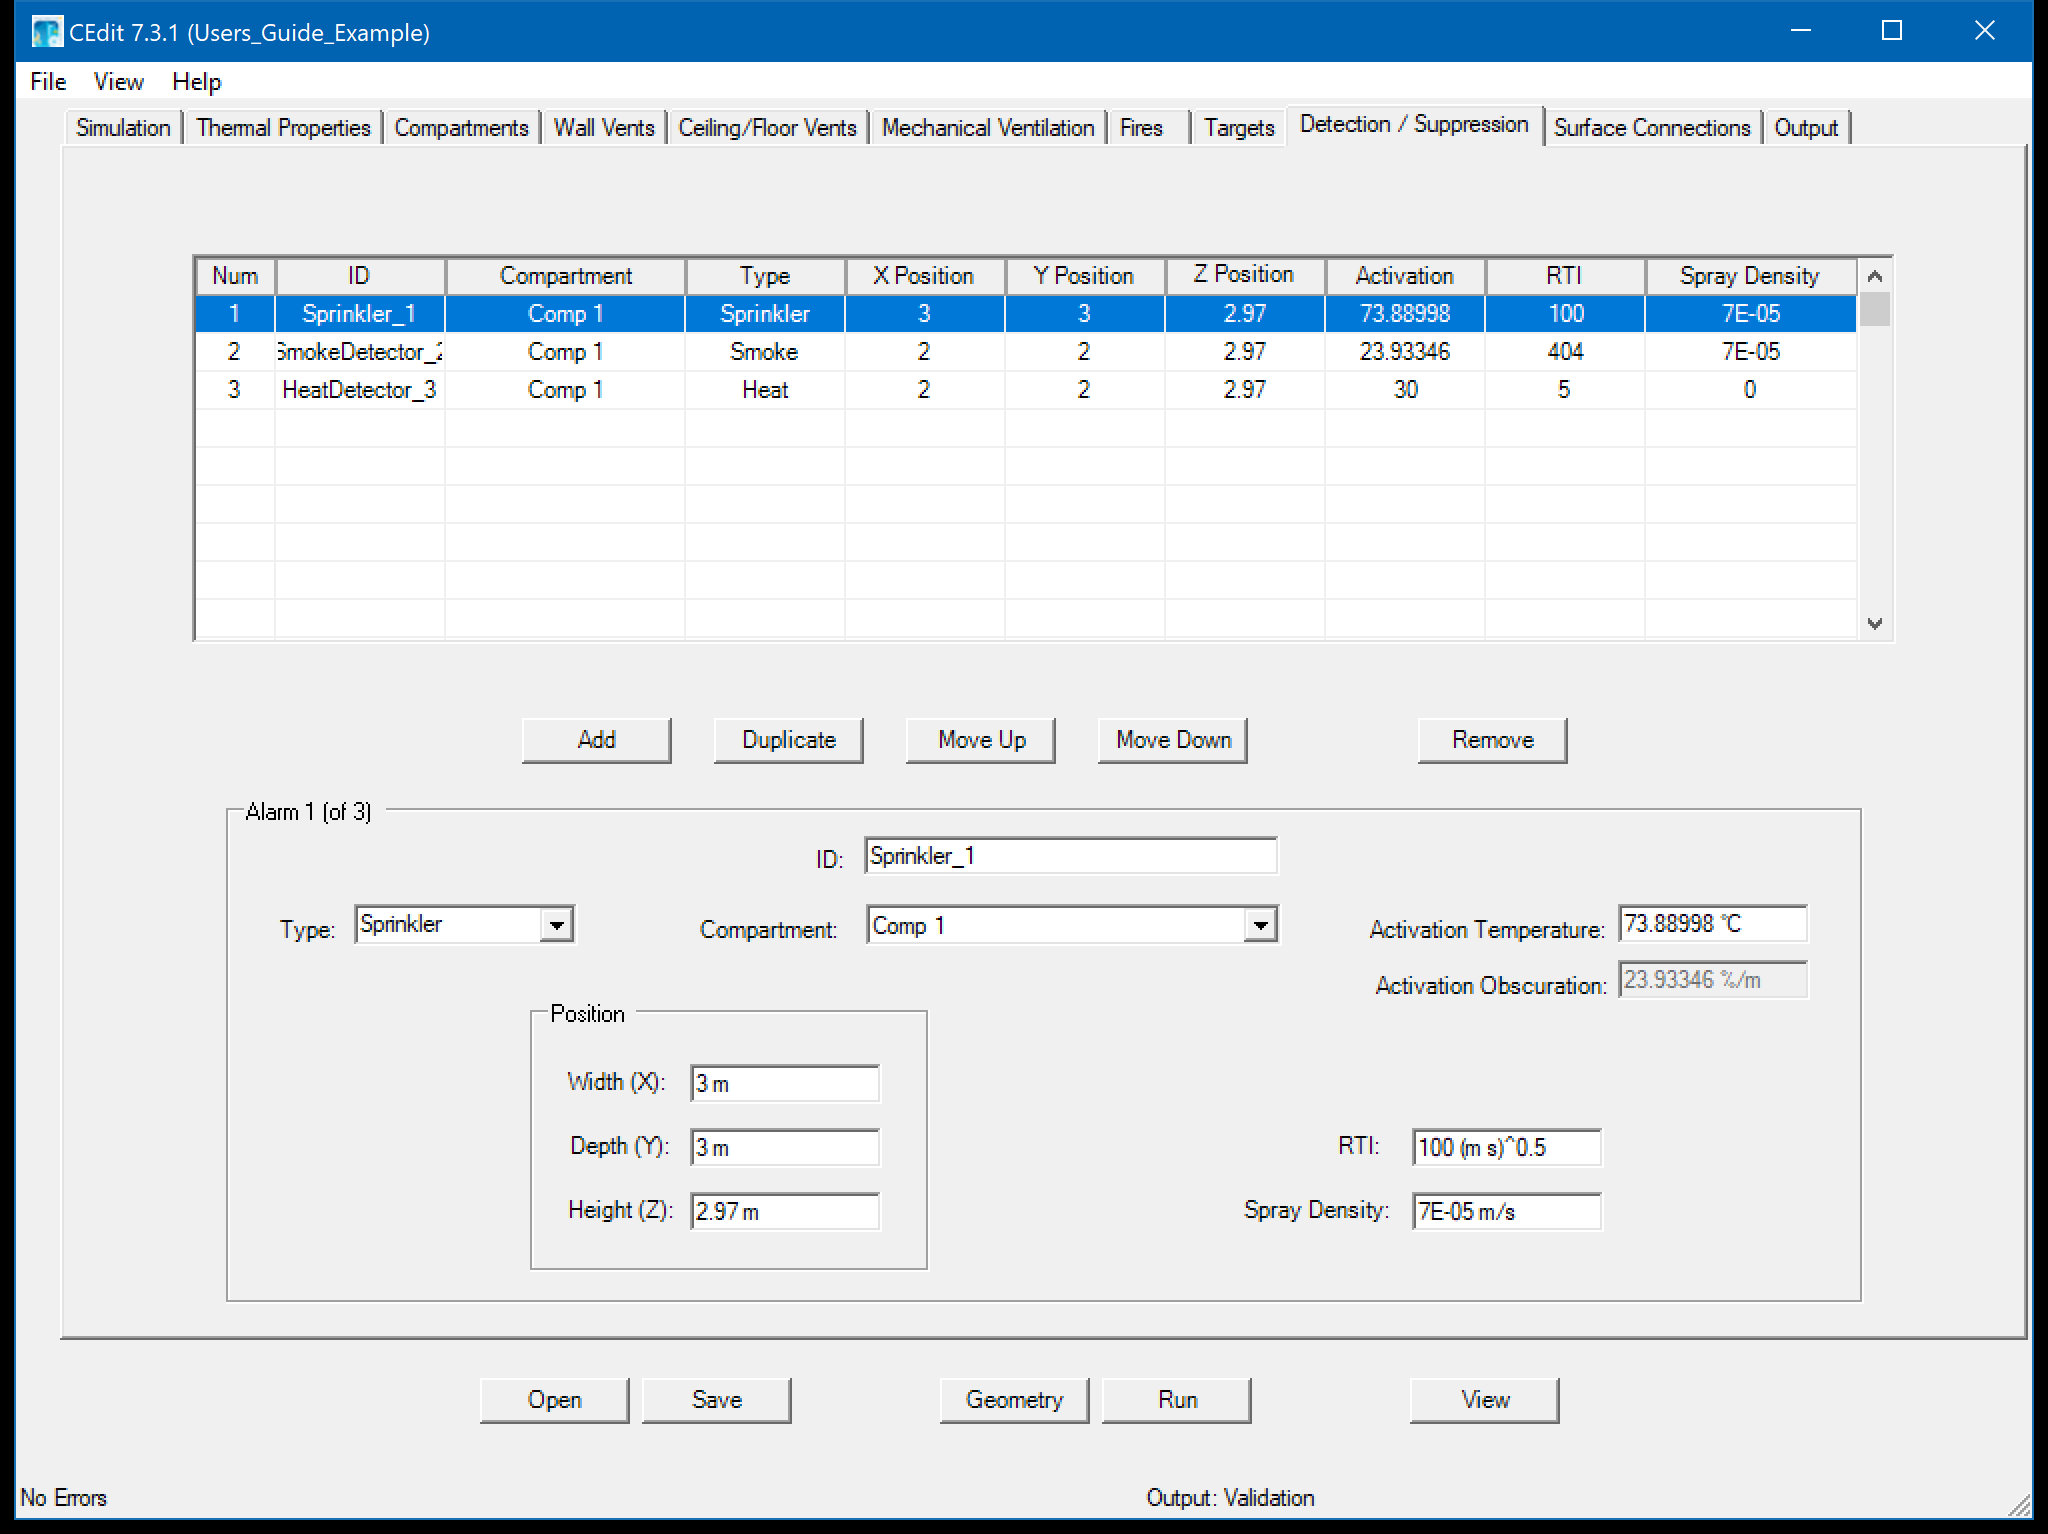 CEdit 7.3.1 (Users_Guide_Example)
File View Help
Simulation Thermal Properties Compartments Wall Vents Ceiling/Floor Vents Mechanical Ventilation Fires Targets Detection / Suppression Surface Connections Output
Num ID Compartment Type X Position Y Position Z Position Activation RTI Spray Density
1 Sprinkler_1 Comp 1 Sprinkler 3 3 2.97 73.88998 100 7E-05
2 SmokeDetector_2 Comp 1 Smoke 2 2 2.97 23.93346 404 7E-05
3 HeatDetector_3 Comp 1 Heat 2 2 2.97 30 5 0
Add Duplicate Move Up Move Down Remove
Alarm 1 (of 3)
ID: Sprinkler_1
Type: Sprinkler Compartment: Comp 1 Activation Temperature: 73.88998 °C
Activation Obscuration: 23.93346 %/m
Position
Width (X): 3 m
Depth (Y): 3 m RTI: 100 (m s)^0.5
Height (Z): 2.97 m Spray Density: 7E-05 m/s
Open Save Geometry Run View
No Errors Output: Validation